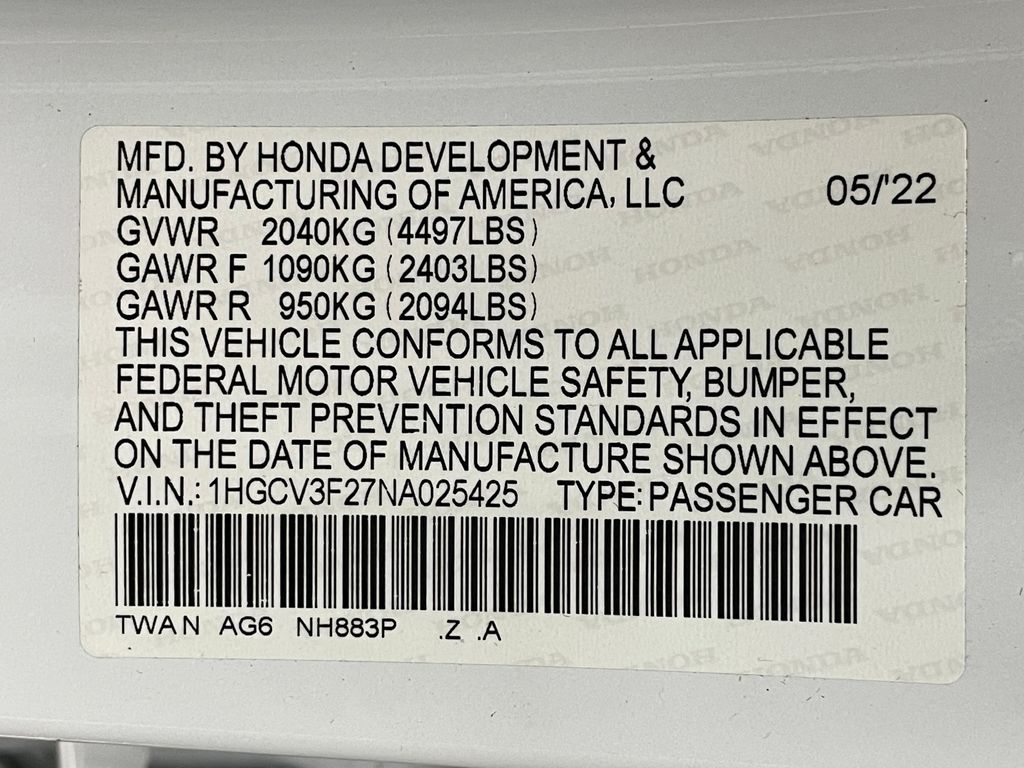 MFD. BY HONDA DEVELOPMENT &
MANUFACTURING OF AMERICA, LLC 05/'22
GVWR 2040KG (4497LBS)
GAWR F 1090KG (2403LBS)
GAWR R 950KG (2094LBS)
THIS VEHICLE CONFORMS TO ALL APPLICABLE
FEDERAL MOTOR VEHICLE SAFETY, BUMPER,
AND THEFT PREVENTION STANDARDS IN EFFECT
ON THE DATE OF MANUFACTURE SHOWN ABOVE.
V.I.N.: 1HGCV3F27NA025425 TYPE: PASSENGER CAR
TWAN AG6 NH883P .Z .A